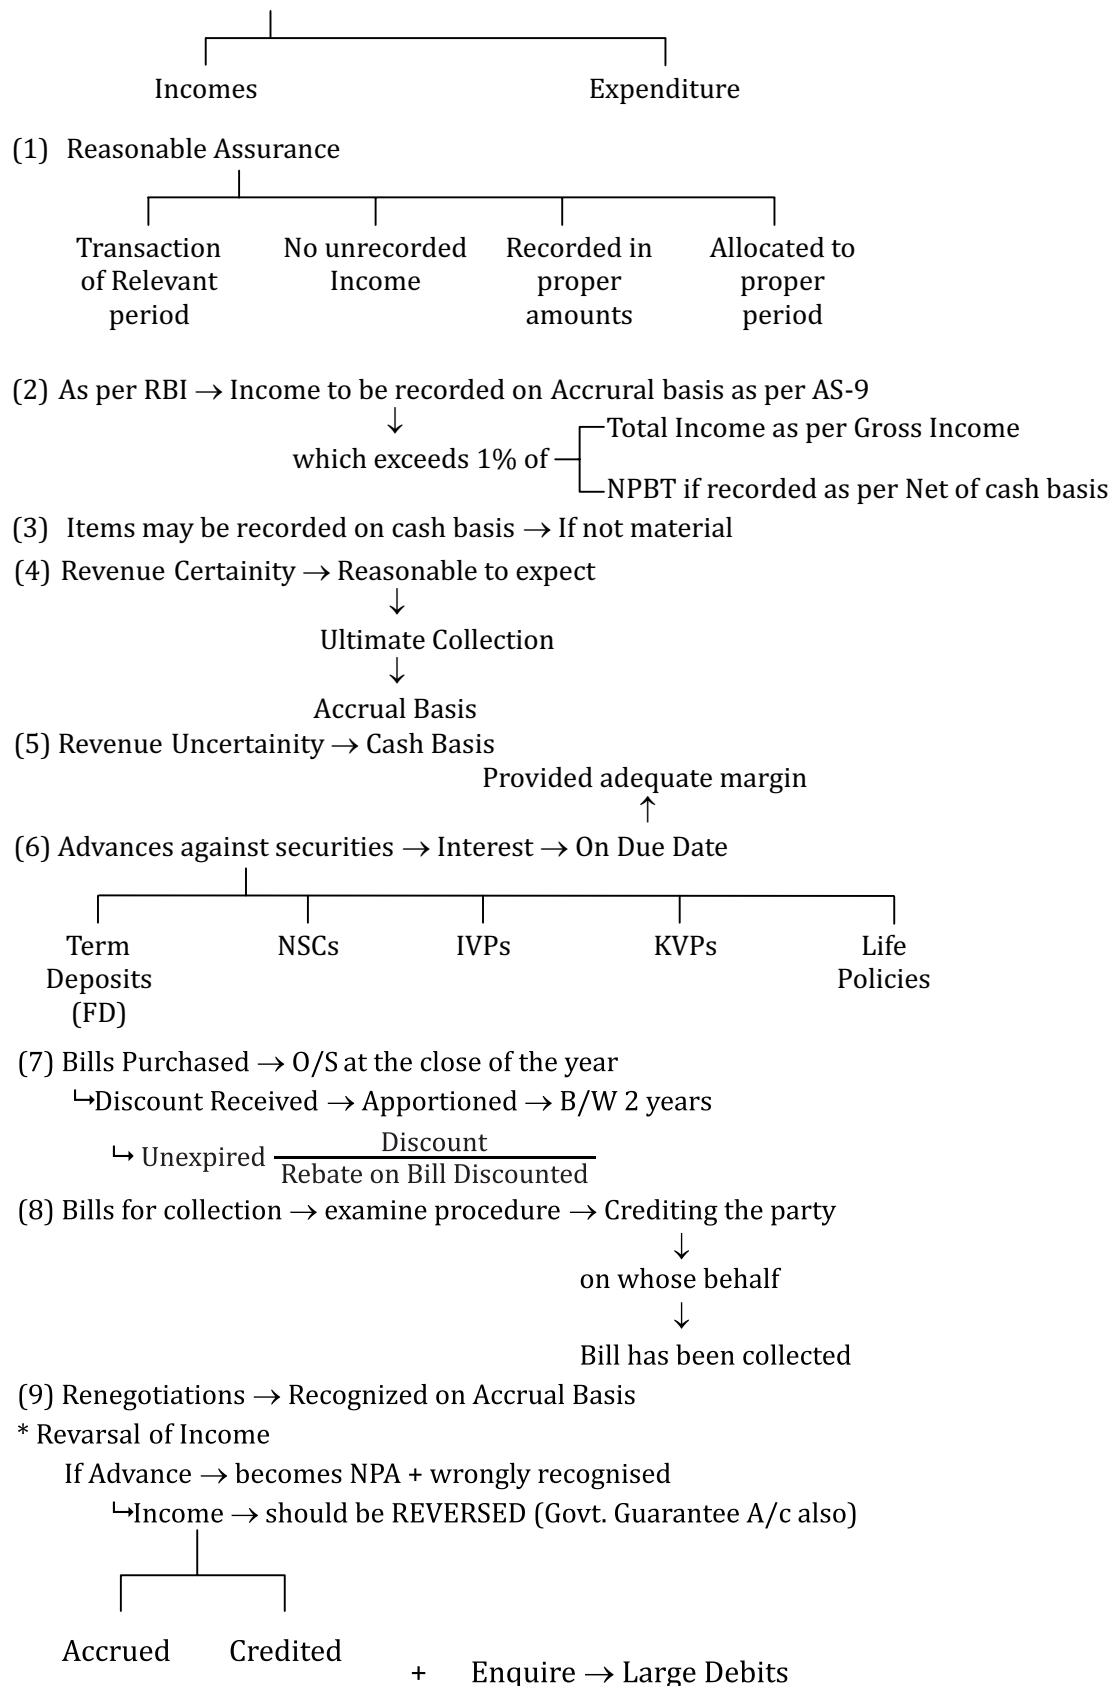 Incomes Expenditure
(1) Reasonable Assurance
Transaction No unrecorded Recorded in Allocated to
of Relevant Income proper proper
period amounts period
(2) As per RBI → Income to be recorded on Accrural basis as per AS-9
↓
Total Income as per Gross Income
which exceeds 1% of
NPBT if recorded as per Net of cash basis
(3) Items may be recorded on cash basis → If not material
(4) Revenue Certainity → Reasonable to expect
↓
Ultimate Collection
↓
Accrual Basis
(5) Revenue Uncertainity → Cash Basis
Provided adequate margin
↑
(6) Advances against securities → Interest → On Due Date
Term NSCs IVPs KVPs Life
Deposits Policies
(FD)
(7) Bills Purchased → O/S at the close of the year
↳Discount Received → Apportioned → B/W 2 years
Discount
↳ Unexpired
Rebate on Bill Discounted
(8) Bills for collection → examine procedure → Crediting the party
↓
on whose behalf
↓
Bill has been collected
(9) Renegotiations → Recognized on Accrual Basis
* Revarsal of Income
If Advance → becomes NPA + wrongly recognised
↳Income → should be REVERSED (Govt. Guarantee A/c also)
Accrued Credited
+ Enquire → Large Debits